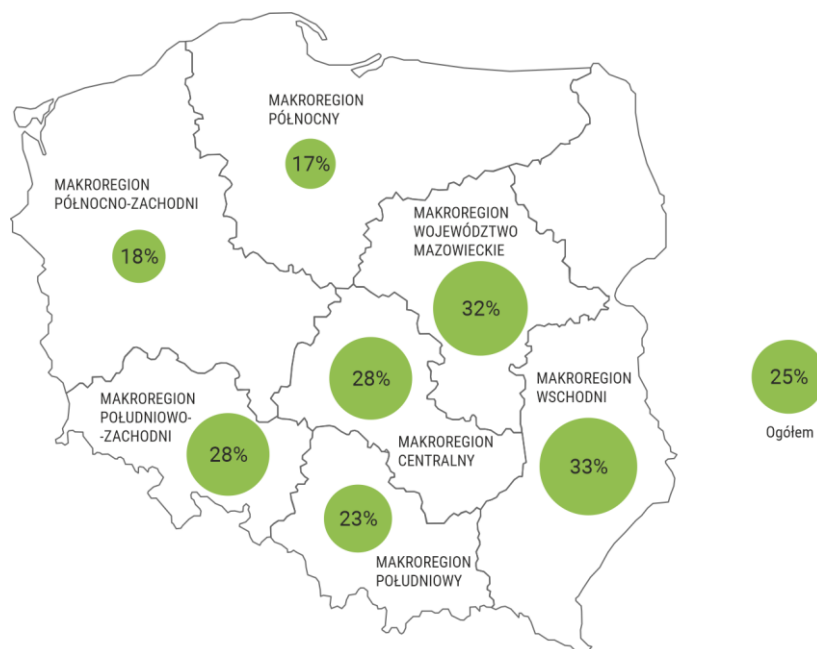 MAKROREGION
PÓŁNOCNY
17%
MAKROREGION
PÓŁNOCNO-ZACHODNI
18%
MAKROREGION
WOJEWÓDZTWO
MAZOWIECKIE
32%
28%
MAKROREGION
CENTRALNY
MAKROREGION
WSCHODNI
33%
MAKROREGION
POŁUDNIOWO-
-ZACHODNI
28%
23%
MAKROREGION
POŁUDNIOWY
25%
Ogółem